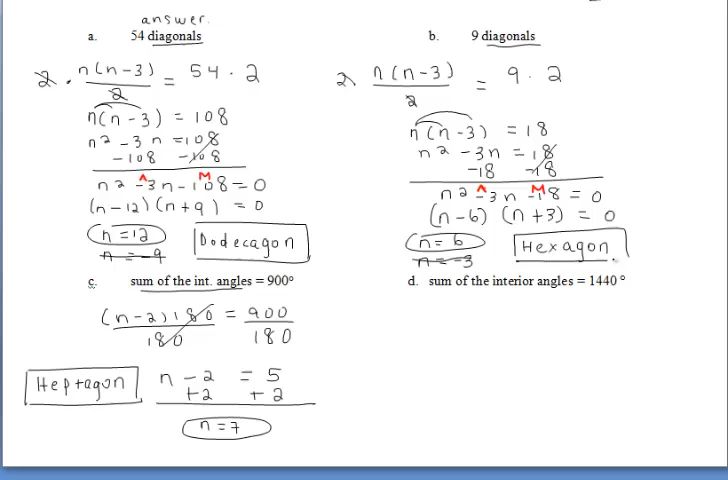 answer.
a. 54 diagonals
2 · n(n-3)/2 = 54 · 2
n(n-3) = 108
n² - 3n = 108
-108 -108
n² - 3n - 108 = 0
A M
(n-12)(n+9) = 0
n = 12
n = -9
Dodecagon
b. 9 diagonals
2 n(n-3)/2 = 9 · 2
n(n-3) = 18
n² - 3n = 18
-18 -18
n² - 3n - 18 = 0
A M
(n-6)(n+3) = 0
n = 6
n = -3
Hexagon
c. sum of the int. angles = 900°
(n-2)180/180 = 900/180
n - 2 = 5
+2 +2
n = 7
Heptagon
d. sum of the interior angles = 1440 °